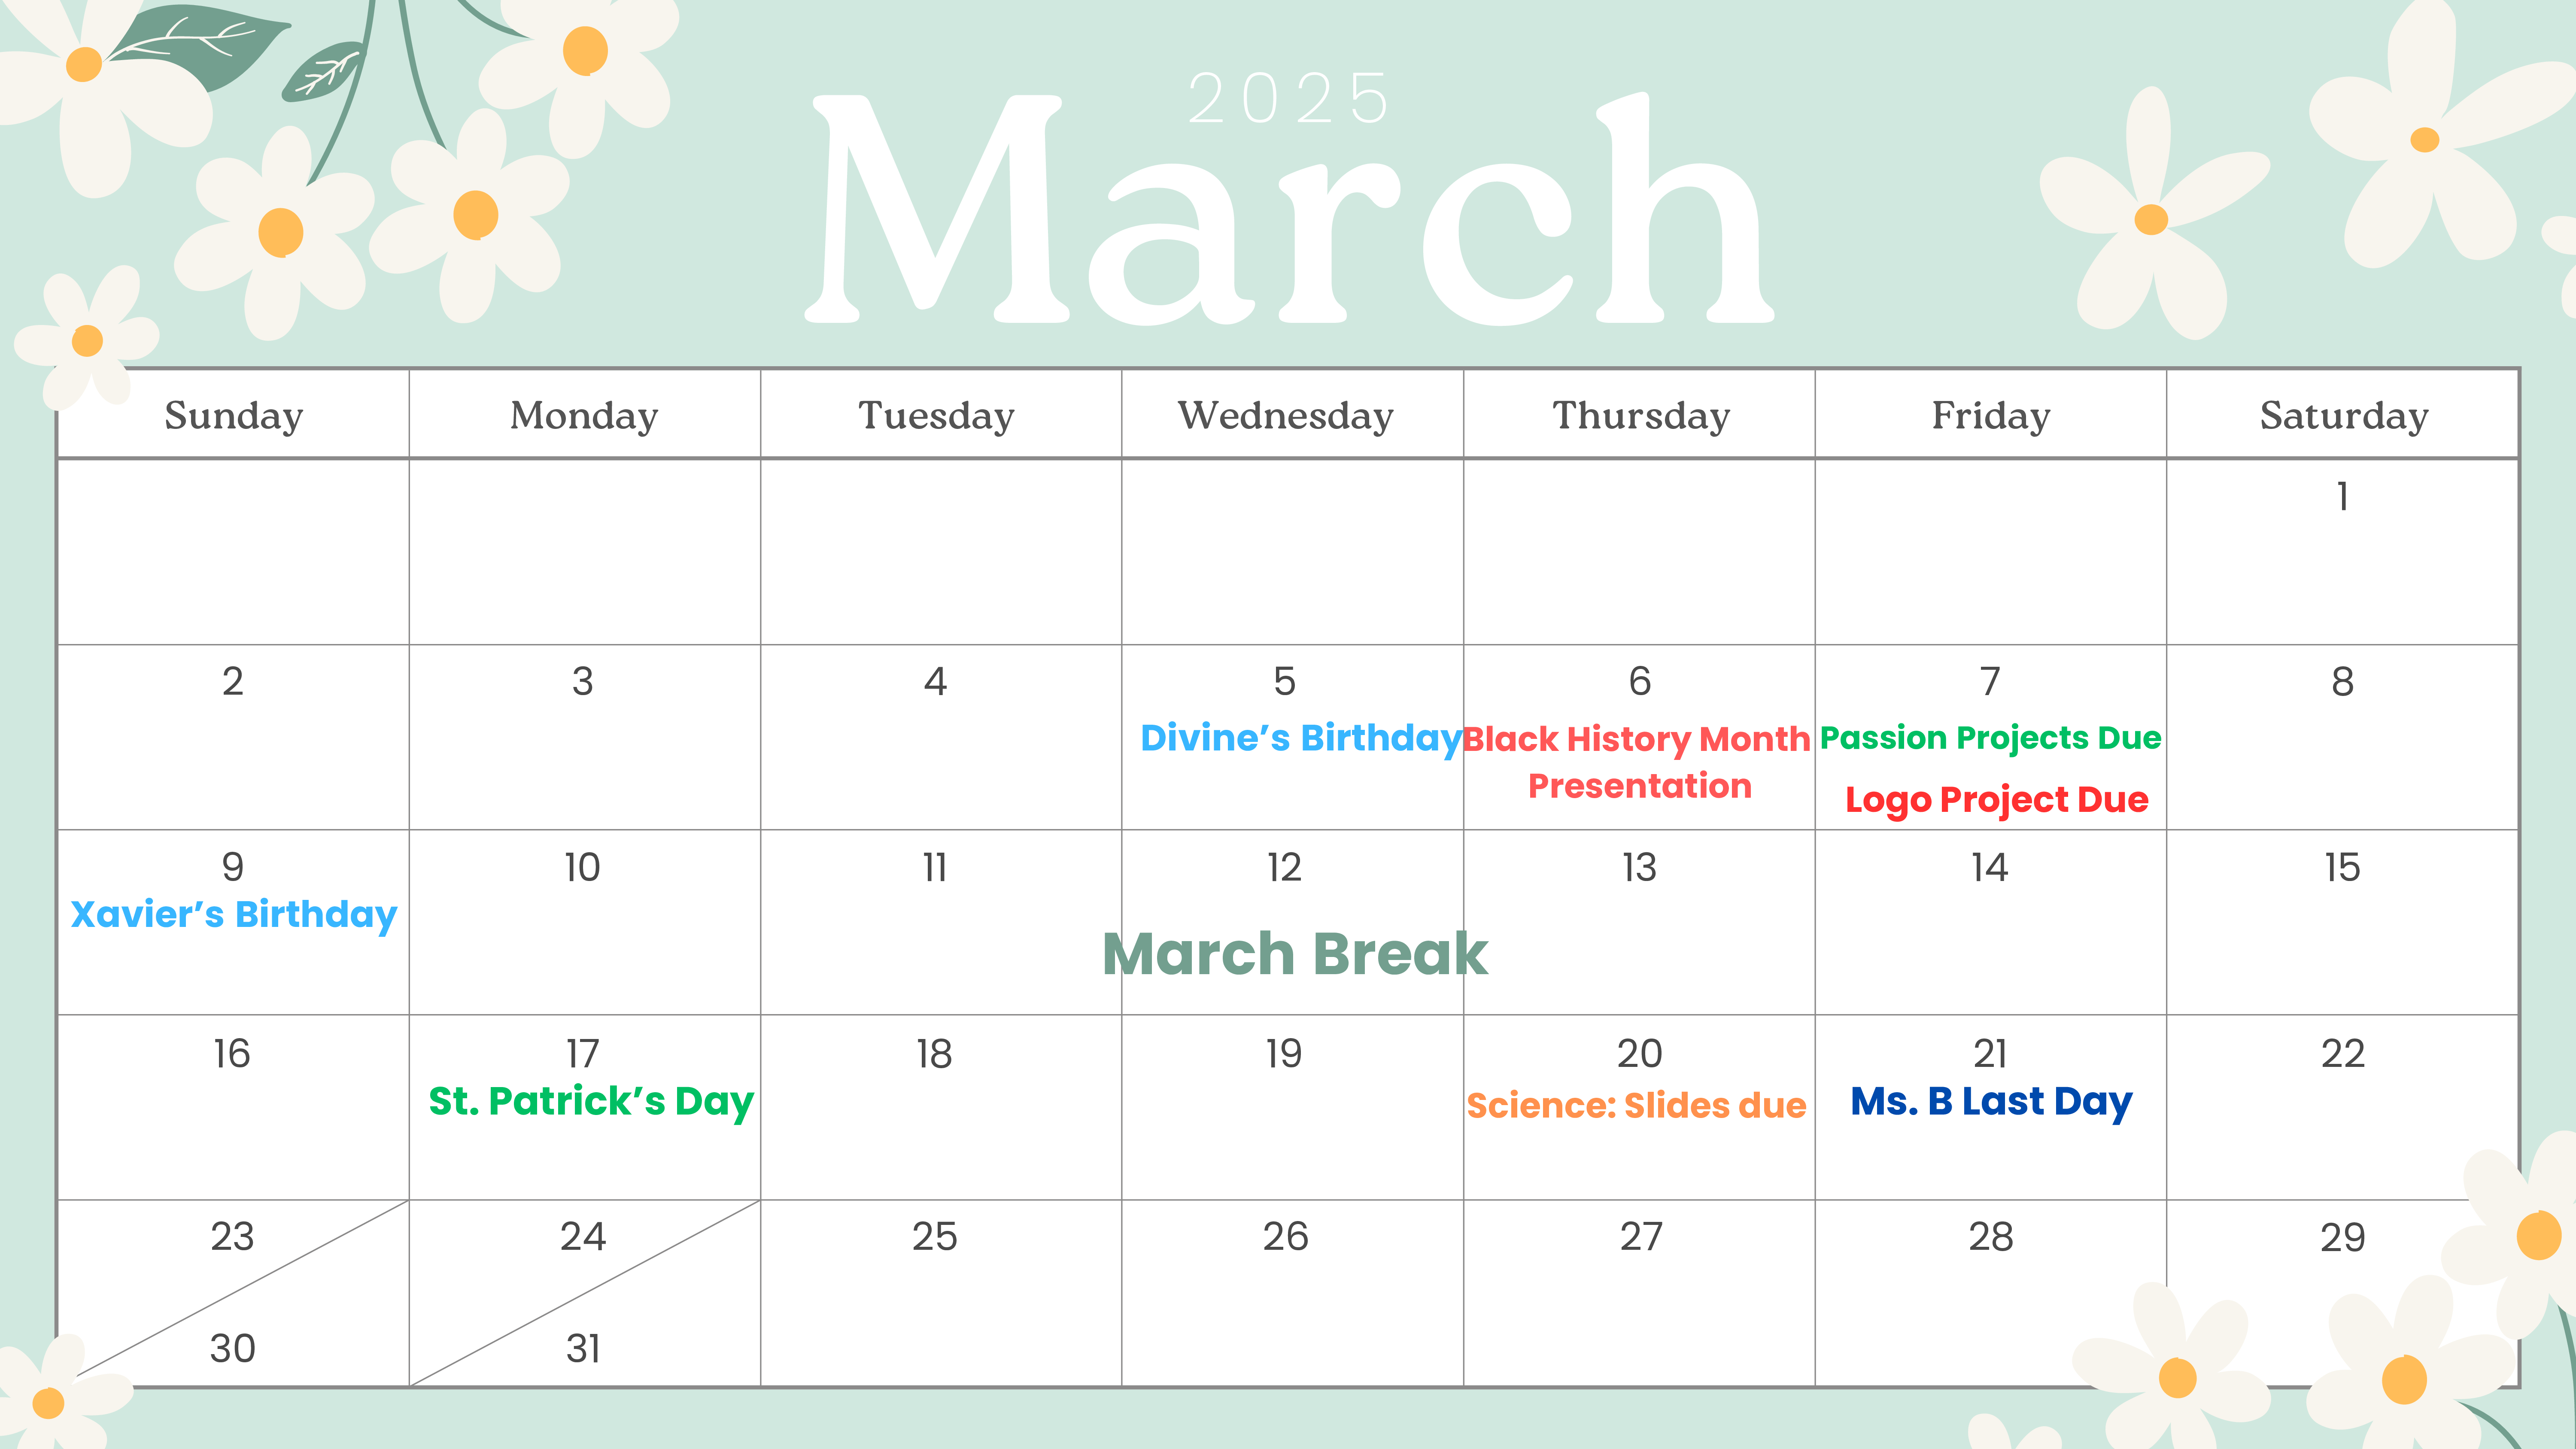 2025
March
Sunday Monday Tuesday Wednesday Thursday Friday Saturday
1
2 3 4 5 6 7 8
Divine’s Birthday Black History Month Passion Projects Due
Presentation Logo Project Due
9 10 11 12 13 14 15
Xavier’s Birthday
March Break
16 17 18 19 20 21 22
St. Patrick’s Day Science: Slides due Ms. B Last Day
23 24 25 26 27 28 29
30 31